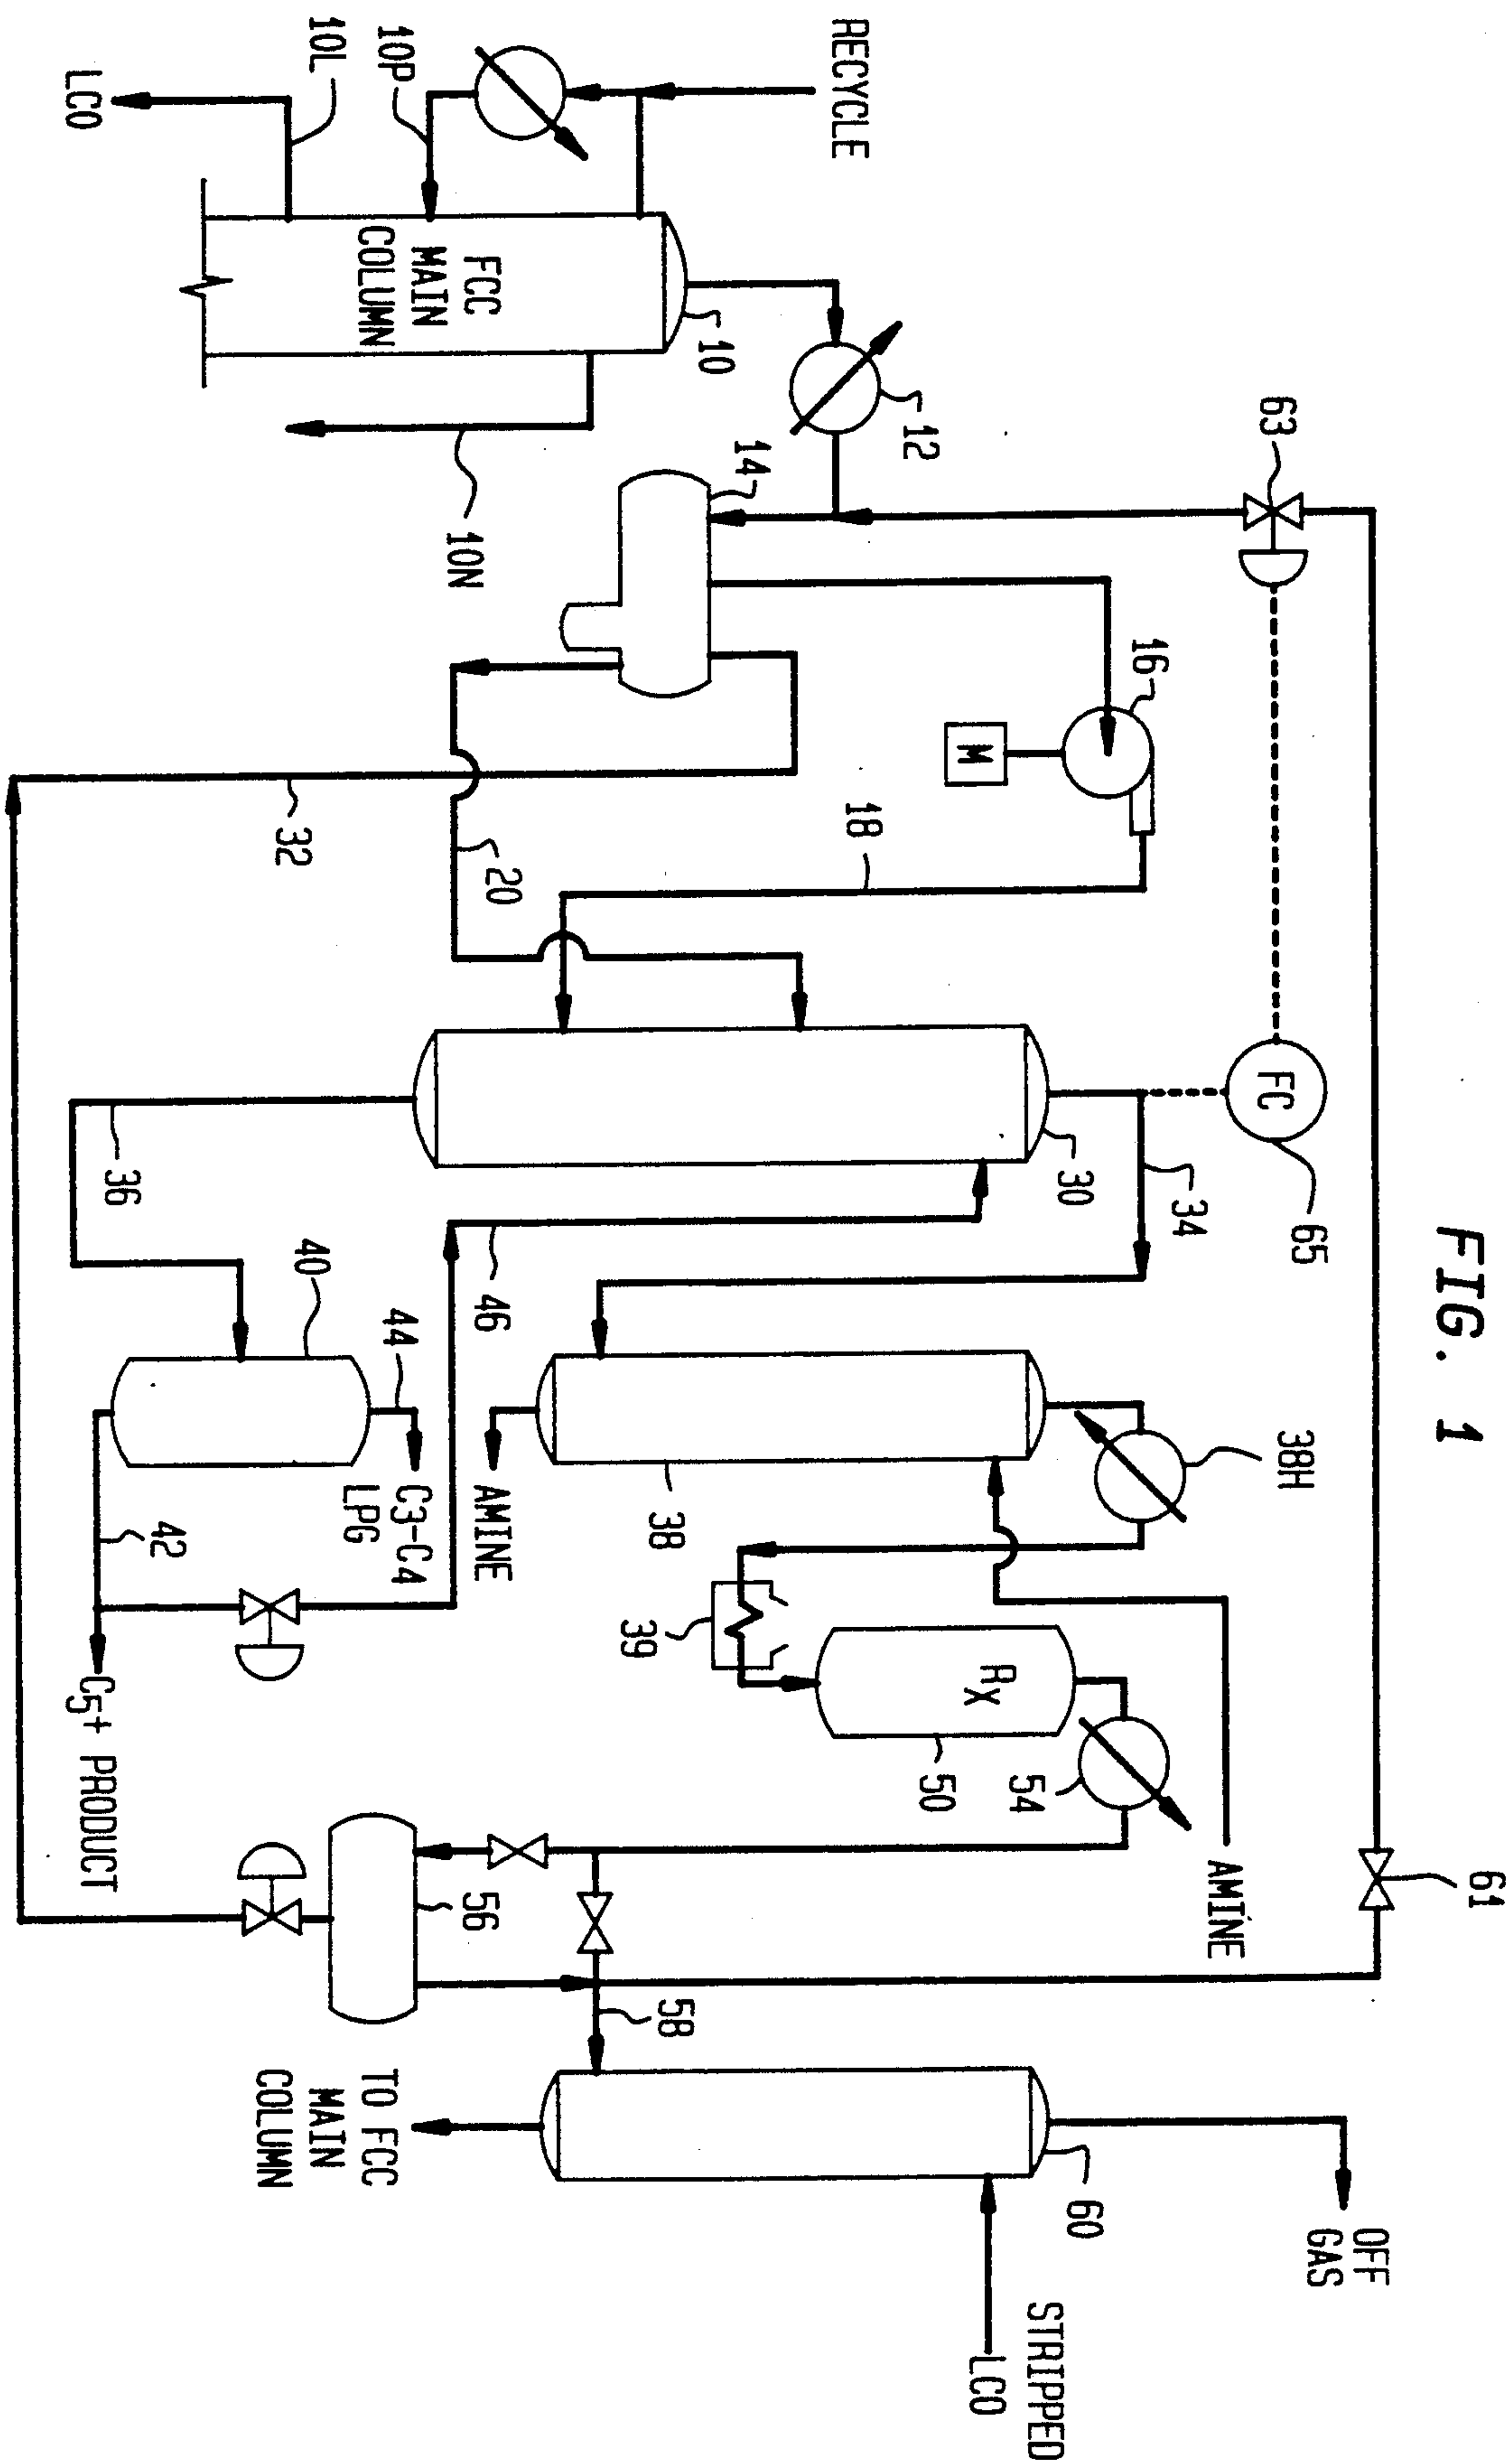 FIG. 1
RECYCLE
10P
10L
LCO
FCC
MAIN
COLUMN
10
10N
12
14
63
16
M
18
20
32
FC
65
30
34
36
46
40
44
C3-C4
LPG
42
C5+ PRODUCT
38
38H
AMINE
39
RX
50
54
AMINE
61
56
58
60
TO FCC
MAIN
COLUMN
OFF
GAS
STRIPPED
LCO